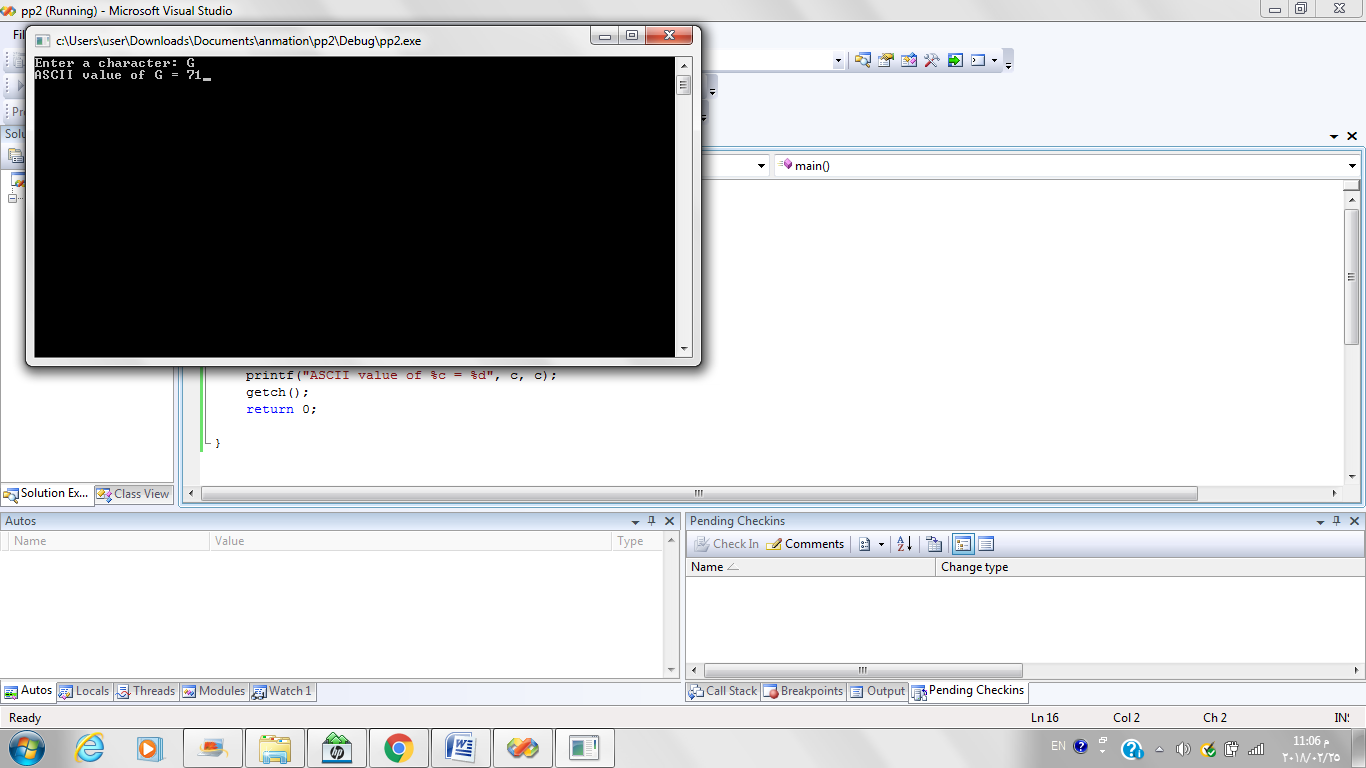 pp2 (Running) - Microsoft Visual Studio
c:\Users\user\Downloads\Documents\anmation\pp2\Debug\pp2.exe
Enter a character: G
ASCII value of G = 71_
main()
printf("ASCII value of %c = %d", c, c);
getch();
return 0;
}
Solution Ex...
Class View
Autos
Name
Value
Type
Pending Checkins
Check In
Comments
Name
Change type
Autos
Locals
Threads
Modules
Watch 1
Call Stack
Breakpoints
Output
Pending Checkins
Ready
Ln 16
Col 2
Ch 2
EN
11:06 م
٢٠١٨/٠٢/٢٥